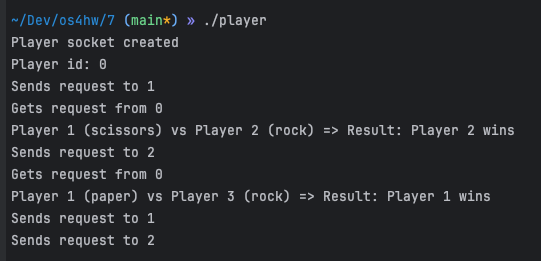 ~/Dev/os4hw/7 (main*) » ./player
Player socket created
Player id: 0
Sends request to 1
Gets request from 0
Player 1 (scissors) vs Player 2 (rock) => Result: Player 2 wins
Sends request to 2
Gets request from 0
Player 1 (paper) vs Player 3 (rock) => Result: Player 1 wins
Sends request to 1
Sends request to 2